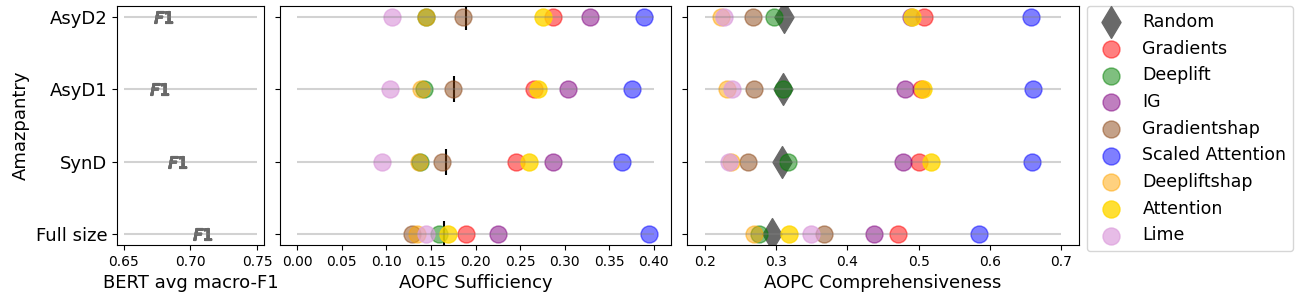 Amazpantry
AsyD2
AsyD1
SynD
Full size
F1
F1
F1
F1
0.65 0.70 0.75
BERT avg macro-F1
0.00 0.05 0.10 0.15 0.20 0.25 0.30 0.35 0.40
AOPC Sufficiency
0.2 0.3 0.4 0.5 0.6 0.7
AOPC Comprehensiveness
Random
Gradients
Deeplift
IG
Gradientshap
Scaled Attention
Deepliftshap
Attention
Lime